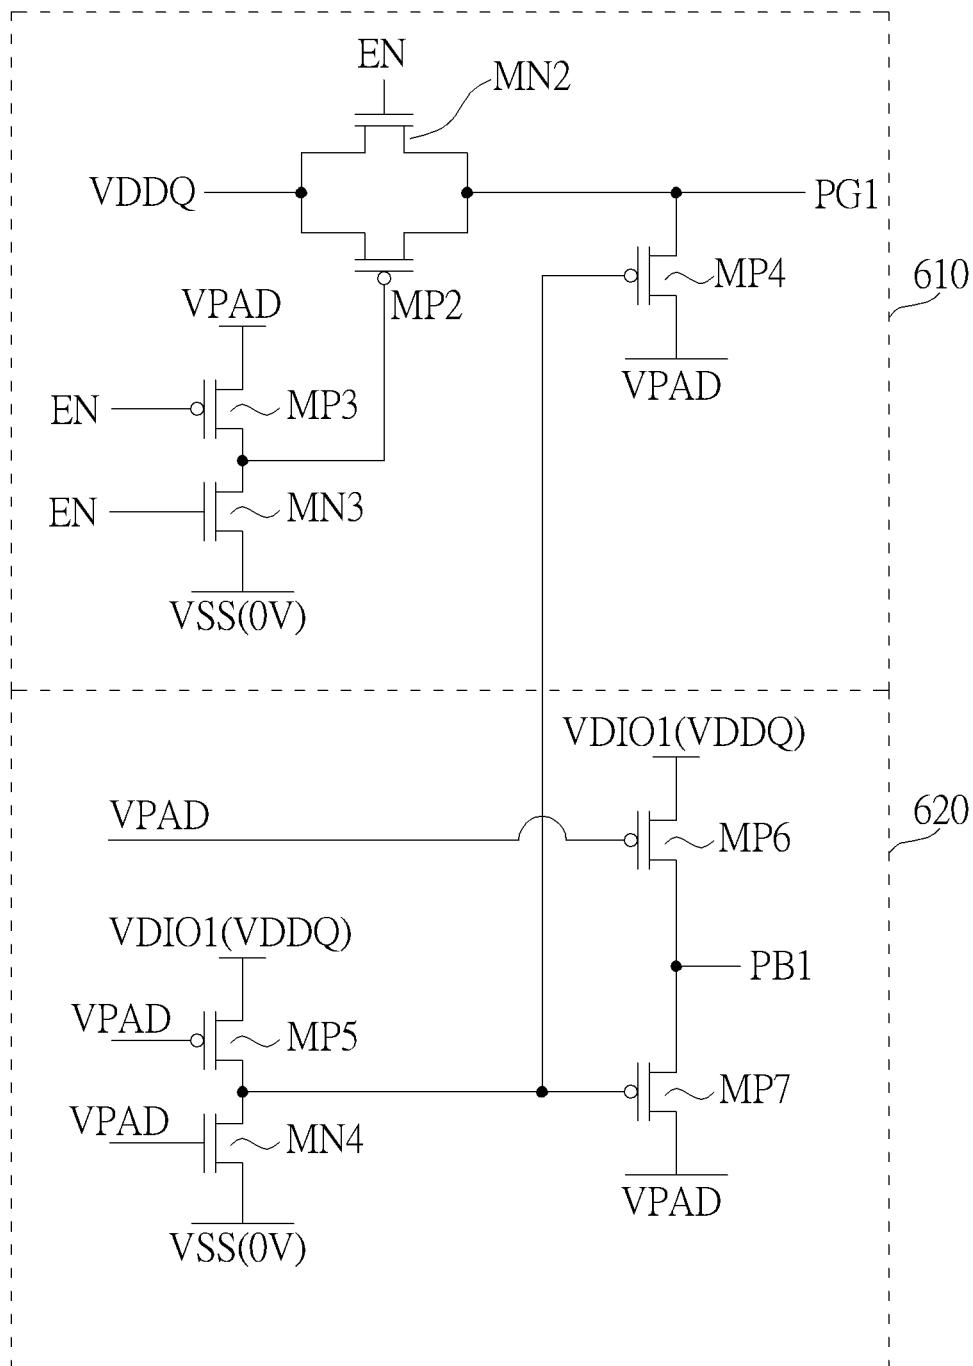 EN
MN2
VDDQ
PG1
MP4
610
MP2
VPAD
VPAD
EN
MP3
EN
MN3
VSS(0V)
VDIO1(VDDQ)
VPAD
MP6
620
VDIO1(VDDQ)
PB1
VPAD
MP5
MP7
VPAD
MN4
VPAD
VSS(0V)